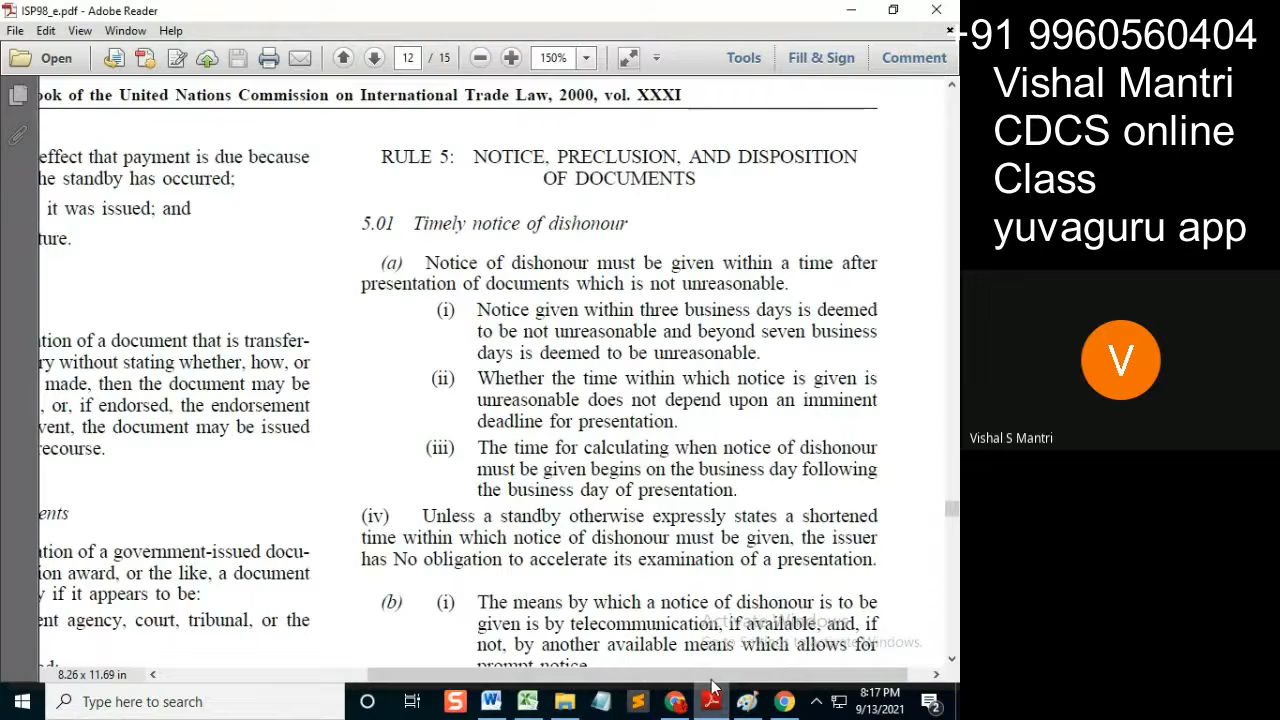 ISP98_e.pdf - Adobe Reader
File Edit View Window Help
Open 12 / 15 150% Tools Fill & Sign Comment
ok of the United Nations Commission on International Trade Law, 2000, vol. XXXI
effect that payment is due because
he standby has occurred;
it was issued; and
ture.
tion of a document that is transfer-
ry without stating whether, how, or
made, then the document may be
, or, if endorsed, the endorsement
vent, the document may be issued
recourse.
ents
tion of a government-issued docu-
ion award, or the like, a document
y if it appears to be:
ent agency, court, tribunal, or the
RULE 5: NOTICE, PRECLUSION, AND DISPOSITION
OF DOCUMENTS
5.01 Timely notice of dishonour
(a) Notice of dishonour must be given within a time after
presentation of documents which is not unreasonable.
(i) Notice given within three business days is deemed
to be not unreasonable and beyond seven business
days is deemed to be unreasonable.
(ii) Whether the time within which notice is given is
unreasonable does not depend upon an imminent
deadline for presentation.
(iii) The time for calculating when notice of dishonour
must be given begins on the business day following
the business day of presentation.
(iv) Unless a standby otherwise expressly states a shortened
time within which notice of dishonour must be given, the issuer
has No obligation to accelerate its examination of a presentation.
(b) (i) The means by which a notice of dishonour is to be
given is by telecommunication, if available, and, if
not, by another available means which allows for
prompt notice.
Activate Windows
Go to Settings to activate Windows.
8.26 x 11.69 in
Type here to search
8:17 PM
9/13/2021
2
+91 9960560404
Vishal Mantri
CDCS online
Class
yuvaguru app
V
Vishal S Mantri